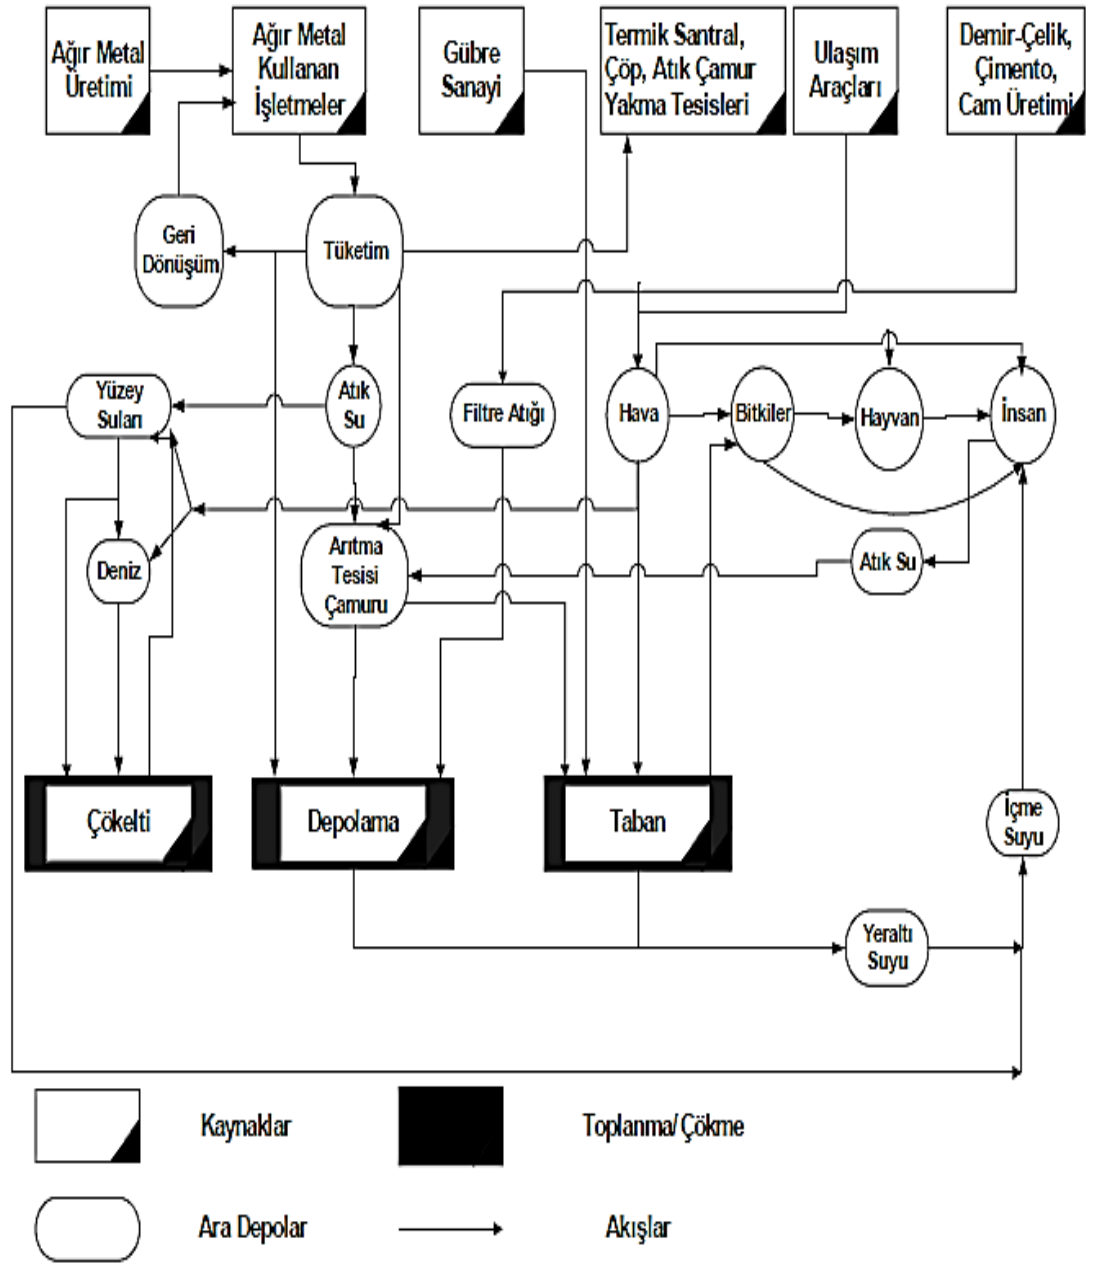 Ağır Metal
Üretimi
Ağır Metal
Kullanan
İşletmeler
Gübre
Sanayi
Termik Santral,
Çöp, Atık Çamur
Yakma Tesisleri
Ulaşım
Araçları
Demir-Çelik,
Çimento,
Cam Üretimi
Geri
Dönüşüm
Tüketim
Yüzey
Suları
Atık
Su
Filtre Atığı
Hava
Bitkiler
Hayvan
İnsan
Deniz
Arıtma
Tesisi
Çamuru
Atık Su
Çökelti
Depolama
Taban
İçme
Suyu
Yeraltı
Suyu
Kaynaklar
Toplanma/Çökme
Ara Depolar
Akışlar